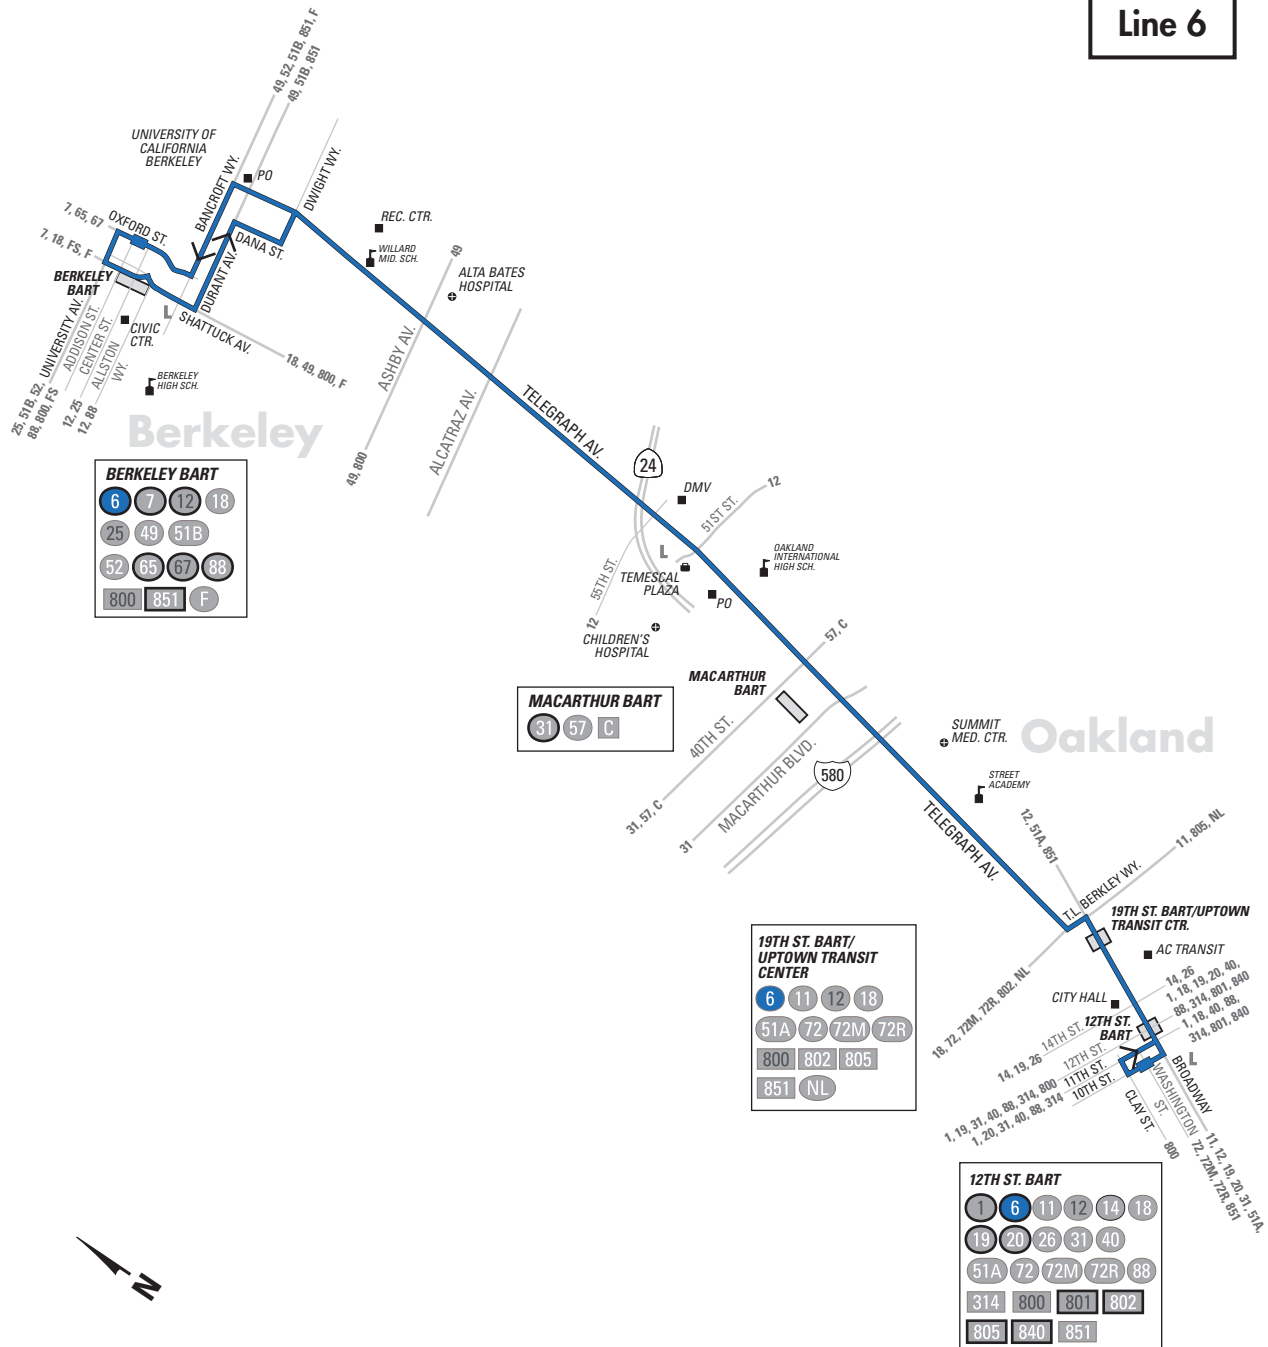 Line 6
49, 52, 51B, 851, F
49, 51B, 851
UNIVERSITY OF
CALIFORNIA
BERKELEY
PO
BANCROFT WY.
DWIGHT WY.
7, 65, 67
OXFORD ST.
7, 18, FS, F
DANA ST.
DURANT AV.
REC. CTR.
WILLARD
MID. SCH.
49
ALTA BATES
HOSPITAL
BERKELEY
BART
L
SHATTUCK AV.
CIVIC
CTR.
UNIVERSITY AV.
ADDISON ST.
CENTER ST.
ALLSTON
WY.
25, 51B, 52,
88, 800, FS
12, 25
12, 88
BERKELEY
HIGH SCH.
18, 49, 800, F
ASHBY AV.
49, 800
ALCATRAZ AV.
Berkeley
TELEGRAPH AV.
BERKELEY BART
6 7 12 18
25 49 51B
52 65 67 88
800 851 F
24
DMV
51ST ST.
12
L
55TH ST.
12
TEMESCAL
PLAZA
OAKLAND
INTERNATIONAL
HIGH SCH.
PO
CHILDREN'S
HOSPITAL
57, C
MACARTHUR
BART
MACARTHUR BART
31 57 C
40TH ST.
31, 57, C
MACARTHUR BLVD.
31
580
SUMMIT
MED. CTR.
Oakland
STREET
ACADEMY
TELEGRAPH AV.
12, 51A, 851
11, 805, NL
T.L. BERKLEY WY.
19TH ST. BART/UPTOWN
TRANSIT CTR.
AC TRANSIT
18, 72, 72M, 72R, 802, NL
19TH ST. BART/
UPTOWN TRANSIT
CENTER
6 11 12 18
51A 72 72M 72R
800 802 805
851 NL
CITY HALL
14, 26
1, 18, 19, 20, 40,
88, 314, 801, 840
1, 18, 40, 88,
314, 801, 840
12TH ST.
BART
14TH ST.
14, 19, 26
12TH ST.
11TH ST.
10TH ST.
1, 19, 31, 40, 88, 314, 800
1, 20, 31, 40, 88, 314
L
BROADWAY
WASHINGTON
ST.
CLAY ST.
800
72, 72M, 72R, 851
11, 12, 19, 20, 31, 51A,
12TH ST. BART
1 6 11 12 14 18
19 20 26 31 40
51A 72 72M 72R 88
314 800 801 802
805 840 851
N